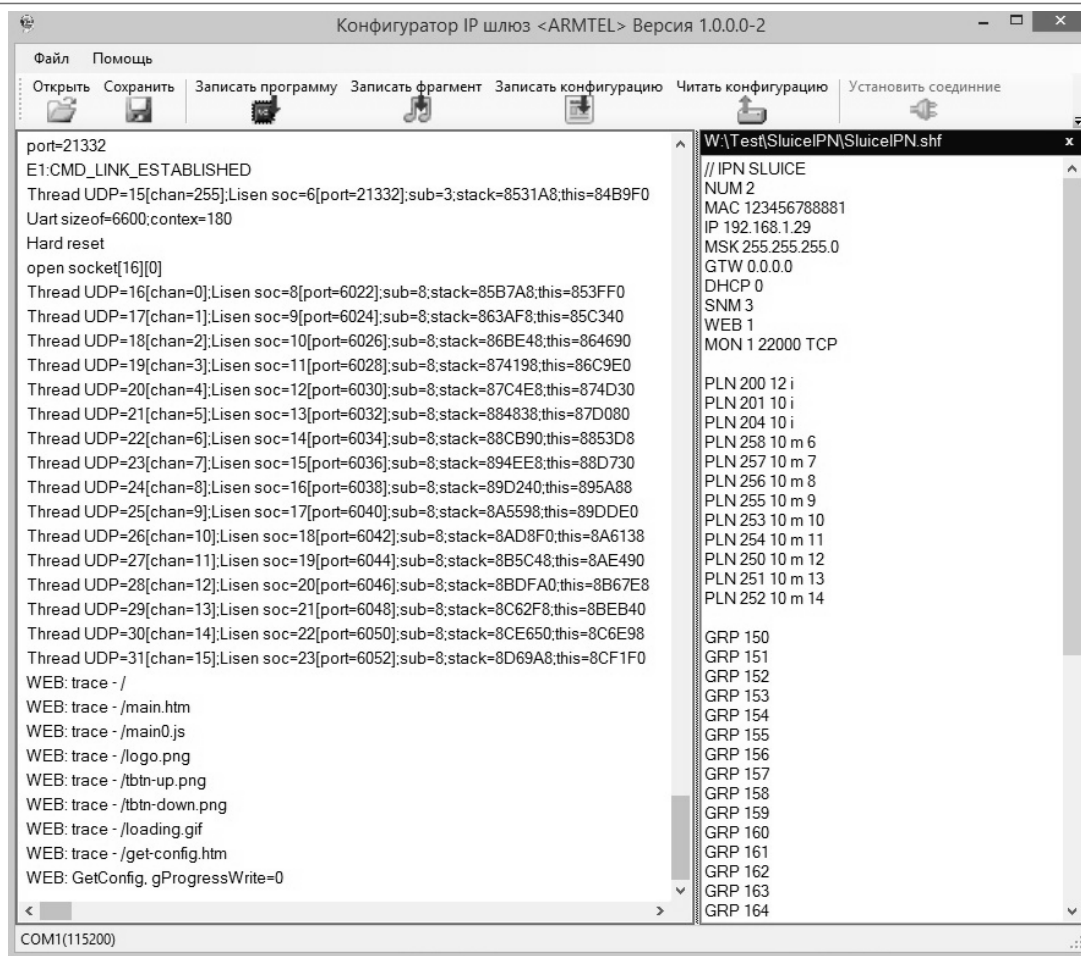 Конфигуратор IP шлюз <ARMTEL> Версия 1.0.0.0-2
Файл Помощь
Открыть Сохранить Записать программу Записать фрагмент Записать конфигурацию Читать конфигурацию Установить соединние
port=21332
E1:CMD_LINK_ESTABLISHED
Thread UDP=15[chan=255];Lisen soc=6[port=21332];sub=3;stack=8531A8;this=84B9F0
Uart sizeof=6600;contex=180
Hard reset
open socket[16][0]
Thread UDP=16[chan=0];Lisen soc=8[port=6022];sub=8;stack=85B7A8;this=853FF0
Thread UDP=17[chan=1];Lisen soc=9[port=6024];sub=8;stack=863AF8;this=85C340
Thread UDP=18[chan=2];Lisen soc=10[port=6026];sub=8;stack=86BE48;this=864690
Thread UDP=19[chan=3];Lisen soc=11[port=6028];sub=8;stack=874198;this=86C9E0
Thread UDP=20[chan=4];Lisen soc=12[port=6030];sub=8;stack=87C4E8;this=874D30
Thread UDP=21[chan=5];Lisen soc=13[port=6032];sub=8;stack=884838;this=87D080
Thread UDP=22[chan=6];Lisen soc=14[port=6034];sub=8;stack=88CB90;this=8853D8
Thread UDP=23[chan=7];Lisen soc=15[port=6036];sub=8;stack=894EE8;this=88D730
Thread UDP=24[chan=8];Lisen soc=16[port=6038];sub=8;stack=89D240;this=895A88
Thread UDP=25[chan=9];Lisen soc=17[port=6040];sub=8;stack=8A5598;this=89DDE0
Thread UDP=26[chan=10];Lisen soc=18[port=6042];sub=8;stack=8AD8F0;this=8A6138
Thread UDP=27[chan=11];Lisen soc=19[port=6044];sub=8;stack=8B5C48;this=8AE490
Thread UDP=28[chan=12];Lisen soc=20[port=6046];sub=8;stack=8BDFA0;this=8B67E8
Thread UDP=29[chan=13];Lisen soc=21[port=6048];sub=8;stack=8C62F8;this=8BEB40
Thread UDP=30[chan=14];Lisen soc=22[port=6050];sub=8;stack=8CE650;this=8C6E98
Thread UDP=31[chan=15];Lisen soc=23[port=6052];sub=8;stack=8D69A8;this=8CF1F0
WEB: trace - /
WEB: trace - /main.htm
WEB: trace - /main0.js
WEB: trace - /logo.png
WEB: trace - /tbtn-up.png
WEB: trace - /tbtn-down.png
WEB: trace - /loading.gif
WEB: trace - /get-config.htm
WEB: GetConfig, gProgressWrite=0
W:\Test\SluiceIPN\SluiceIPN.shf x
// IPN SLUICE
NUM 2
MAC 123456788881
IP 192.168.1.29
MSK 255.255.255.0
GTW 0.0.0.0
DHCP 0
SNM 3
WEB 1
MON 1 22000 TCP
PLN 200 12 i
PLN 201 10 i
PLN 204 10 i
PLN 258 10 m 6
PLN 257 10 m 7
PLN 256 10 m 8
PLN 255 10 m 9
PLN 253 10 m 10
PLN 254 10 m 11
PLN 250 10 m 12
PLN 251 10 m 13
PLN 252 10 m 14
GRP 150
GRP 151
GRP 152
GRP 153
GRP 154
GRP 155
GRP 156
GRP 157
GRP 158
GRP 159
GRP 160
GRP 161
GRP 162
GRP 163
GRP 164
COM1(115200)